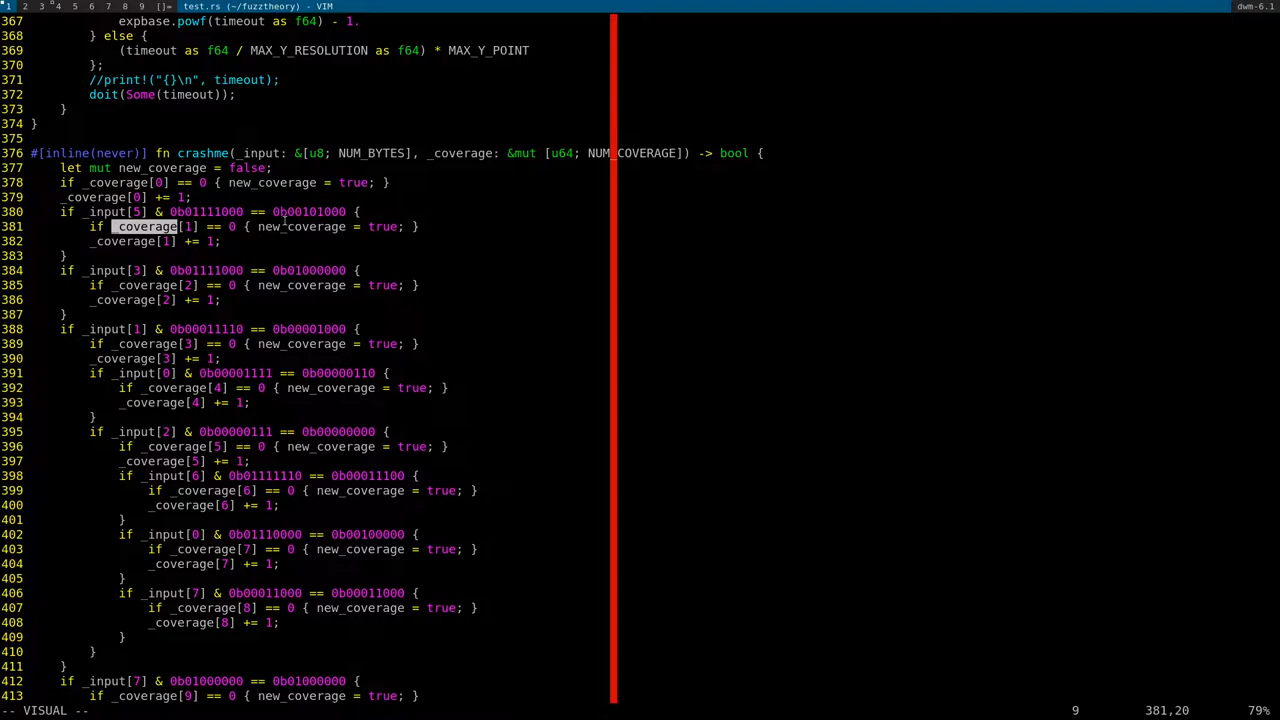 1 2 3 4 5 6 7 8 9 []= test.rs (~/fuzztheory) - VIM dwm-6.1
367             expbase.powf(timeout as f64) - 1.
368         } else {
369             (timeout as f64 / MAX_Y_RESOLUTION as f64) * MAX_Y_POINT
370         };
371         //print!("{}\n", timeout);
372         doit(Some(timeout));
373     }
374 }
375
376 #[inline(never)] fn crashme(_input: &[u8; NUM_BYTES], _coverage: &mut [u64; NUM_COVERAGE]) -> bool {
377     let mut new_coverage = false;
378     if _coverage[0] == 0 { new_coverage = true; }
379     _coverage[0] += 1;
380     if _input[5] & 0b01111000 == 0b00101000 {
381         if _coverage[1] == 0 { new_coverage = true; }
382         _coverage[1] += 1;
383     }
384     if _input[3] & 0b01111000 == 0b01000000 {
385         if _coverage[2] == 0 { new_coverage = true; }
386         _coverage[2] += 1;
387     }
388     if _input[1] & 0b00011110 == 0b00001000 {
389         if _coverage[3] == 0 { new_coverage = true; }
390         _coverage[3] += 1;
391         if _input[0] & 0b00001111 == 0b00000110 {
392             if _coverage[4] == 0 { new_coverage = true; }
393             _coverage[4] += 1;
394         }
395         if _input[2] & 0b00000111 == 0b00000000 {
396             if _coverage[5] == 0 { new_coverage = true; }
397             _coverage[5] += 1;
398             if _input[6] & 0b01111110 == 0b00011100 {
399                 if _coverage[6] == 0 { new_coverage = true; }
400                 _coverage[6] += 1;
401             }
402             if _input[0] & 0b01110000 == 0b00100000 {
403                 if _coverage[7] == 0 { new_coverage = true; }
404                 _coverage[7] += 1;
405             }
406             if _input[7] & 0b00011000 == 0b00011000 {
407                 if _coverage[8] == 0 { new_coverage = true; }
408                 _coverage[8] += 1;
409             }
410         }
411     }
412     if _input[7] & 0b01000000 == 0b01000000 {
413         if _coverage[9] == 0 { new_coverage = true; }
-- VISUAL -- 9 381,20 79%